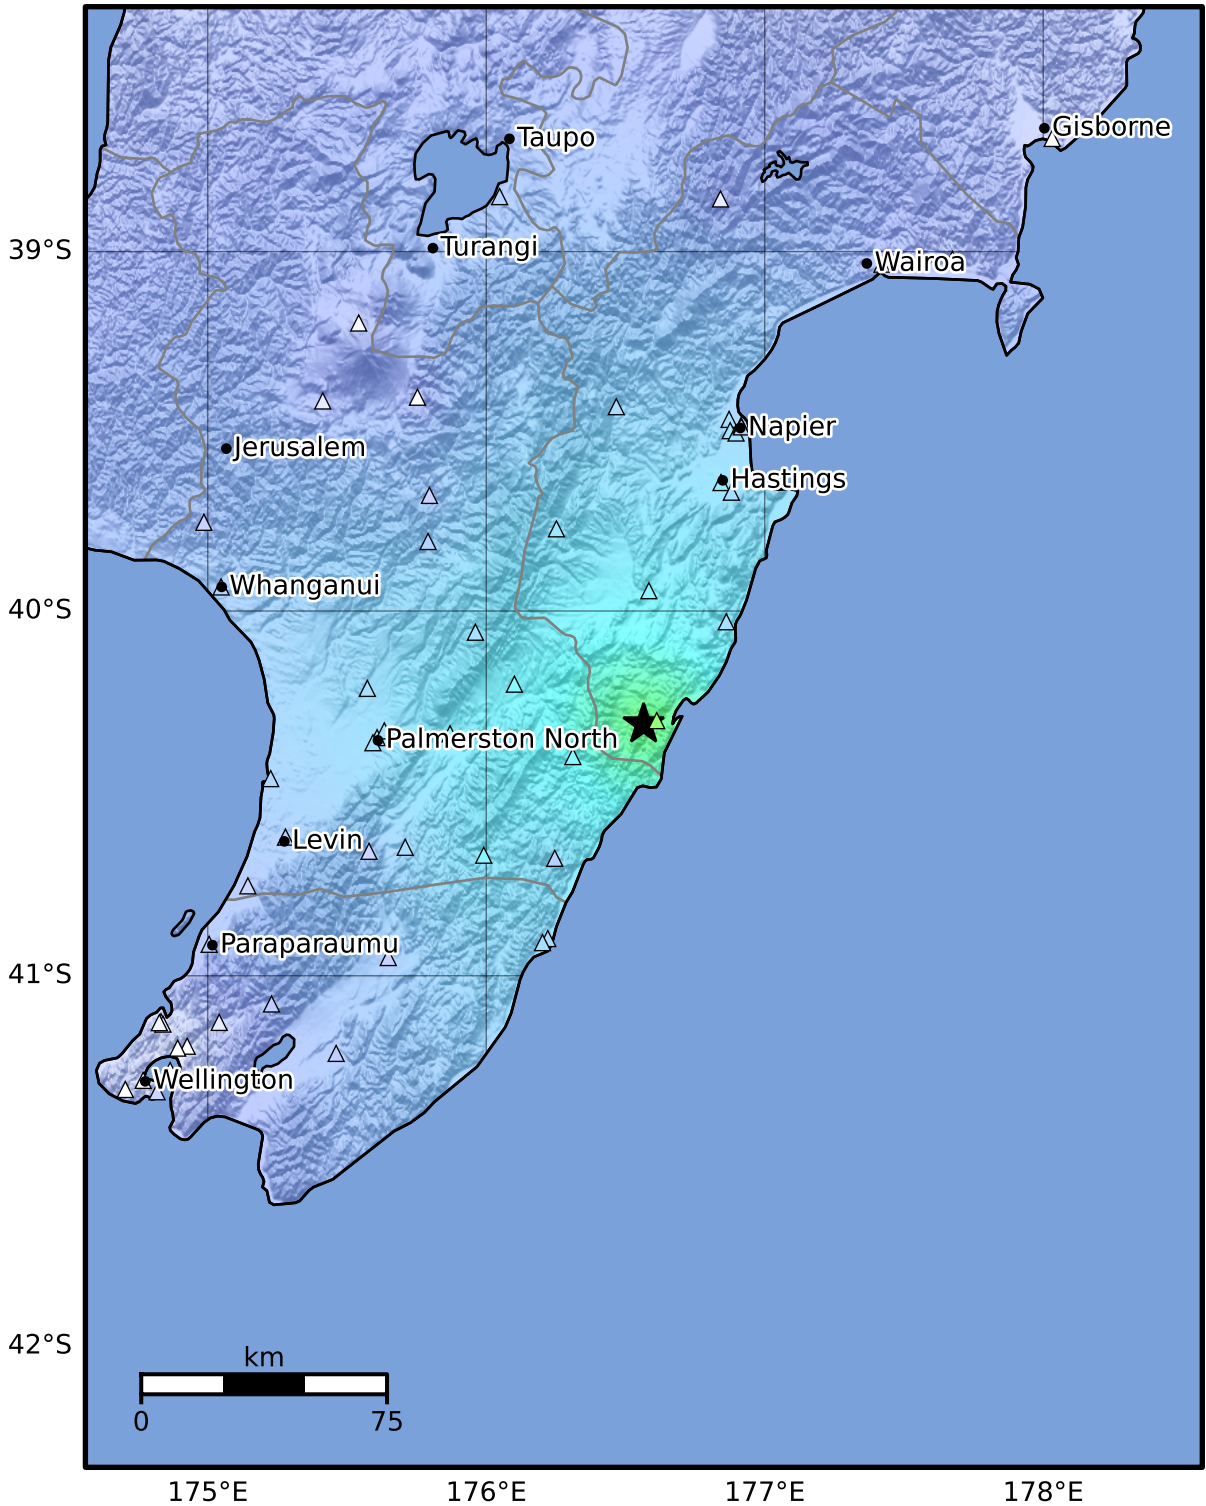 Gisborne
Taupo
Turangi
39°S
Wairoa
Napier
Jerusalem
Hastings
Whanganui
40°S
Palmerston North
Levin
Paraparaumu
41°S
Wellington
42°S
km
0 75
175°E 176°E 177°E 178°E